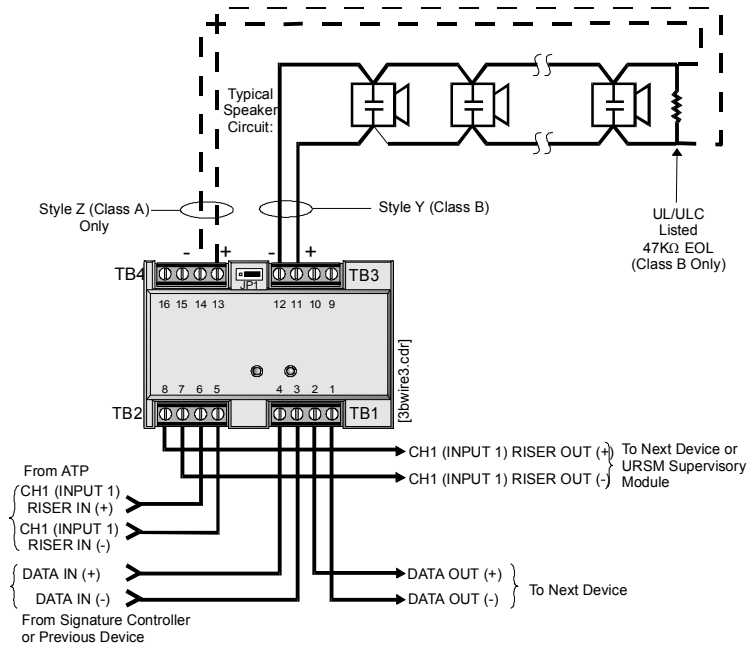 Typical
Speaker
Circuit:
Style Z (Class A)
Only
Style Y (Class B)
UL/ULC
Listed
47KΩ EOL
(Class B Only)
- + - +
TB4 TB3
JP1
16 15 14 13 12 11 10 9
[3bwire3.cdr]
8 7 6 5 4 3 2 1
TB2 TB1
CH1 (INPUT 1) RISER OUT (+)
CH1 (INPUT 1) RISER OUT (-)
To Next Device or
URSM Supervisory
Module
From ATP
CH1 (INPUT 1)
RISER IN (+)
CH1 (INPUT 1)
RISER IN (-)
DATA IN (+)
DATA IN (-)
From Signature Controller
or Previous Device
DATA OUT (+)
DATA OUT (-)
To Next Device